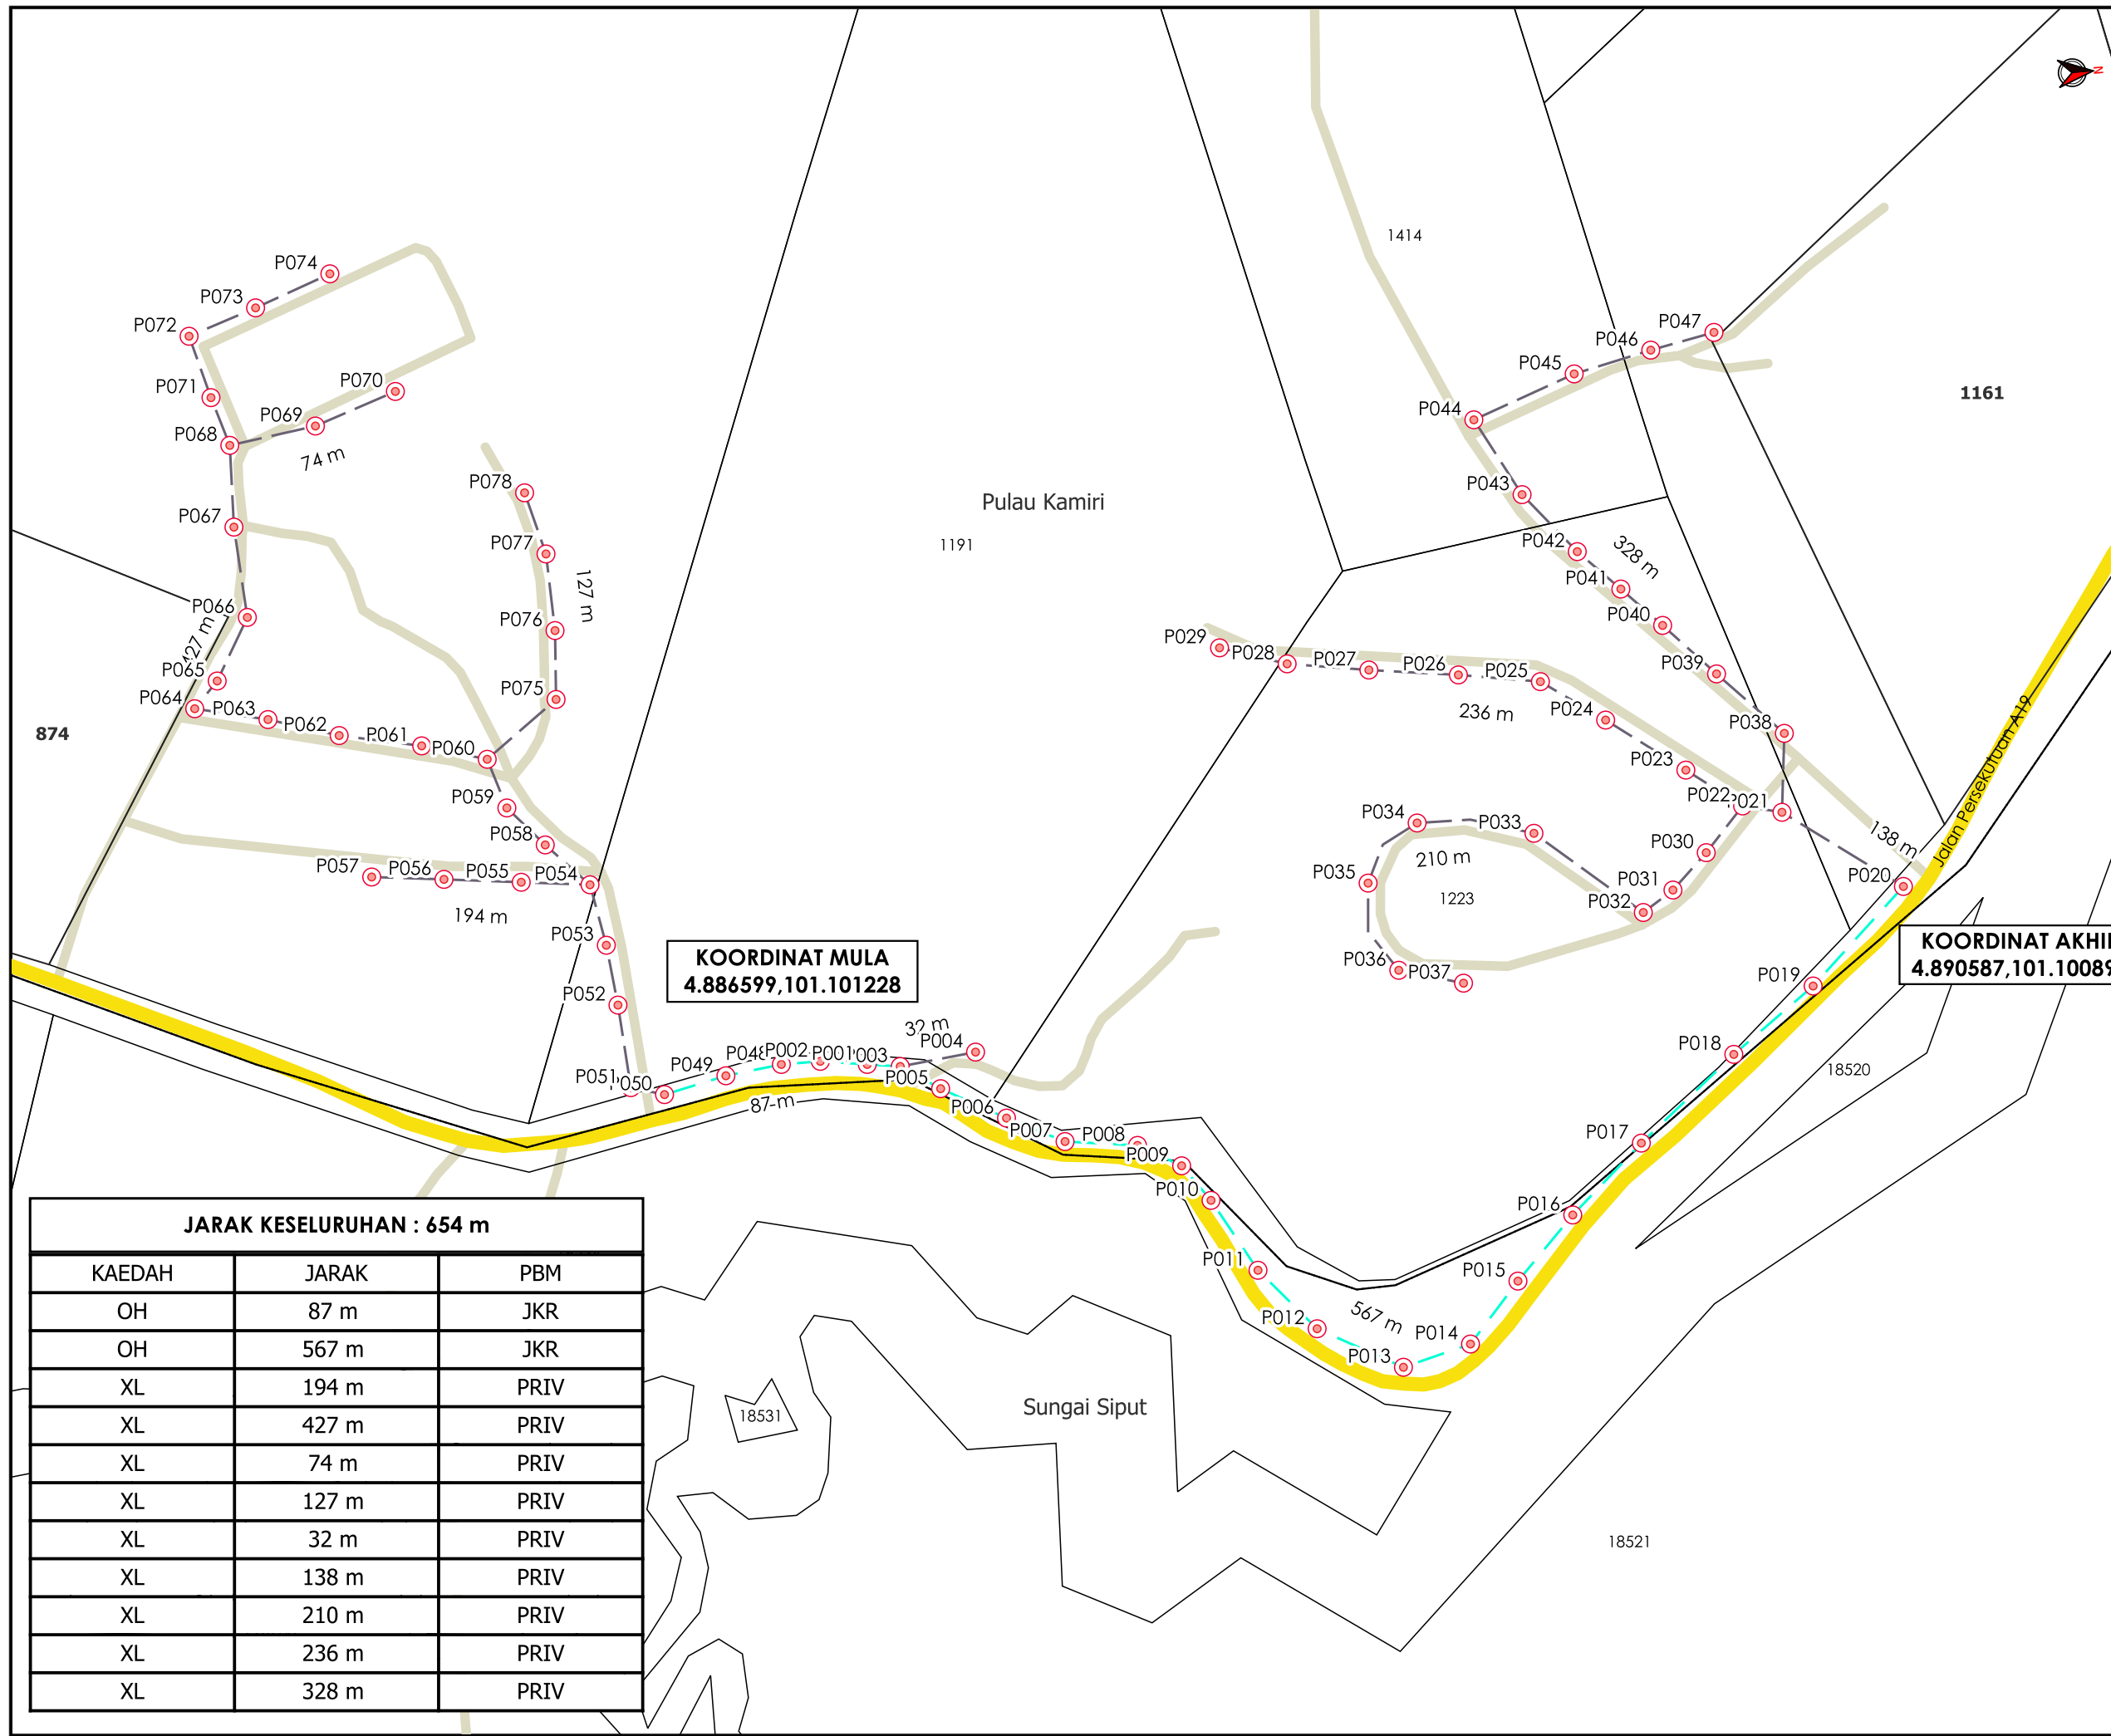 N
1414
P074
P073
P072
P047
P046
P045
P071
P070
1161
P069
P044
P068
74 m
P078
P043
Pulau Kamiri
P067
1191
P077
P042
328 m
127 m
P041
P066
P040
P076
427 m
P029
P028
P027
P026
P025
P039
P065
P064
P063
P075
P024
236 m
874
P062
P061
P060
P038
Jalan Persekutuan A19
P023
P059
P022
P021
P034
P033
P058
138 m
P030
210 m
P057
P056
P055
P054
P035
P031
P020
1223
P032
194 m
P053
KOORDINAT MULA
4.886599,101.101228
KOORDINAT AKHI
4.890587,101.10089
P036
P037
P019
P052
32 m
P004
P018
P051
P049
P048
P002
P001
P005
18520
87 m
P006
P007
P008
P009
P017
P010
P016
P011
P015
567 m
P012
P014
P013
Sungai Siput
18531
18521
JARAK KESELURUHAN : 654 m
KAEDAH JARAK PBM
OH 87 m JKR
OH 567 m JKR
XL 194 m PRIV
XL 427 m PRIV
XL 74 m PRIV
XL 127 m PRIV
XL 32 m PRIV
XL 138 m PRIV
XL 210 m PRIV
XL 236 m PRIV
XL 328 m PRIV